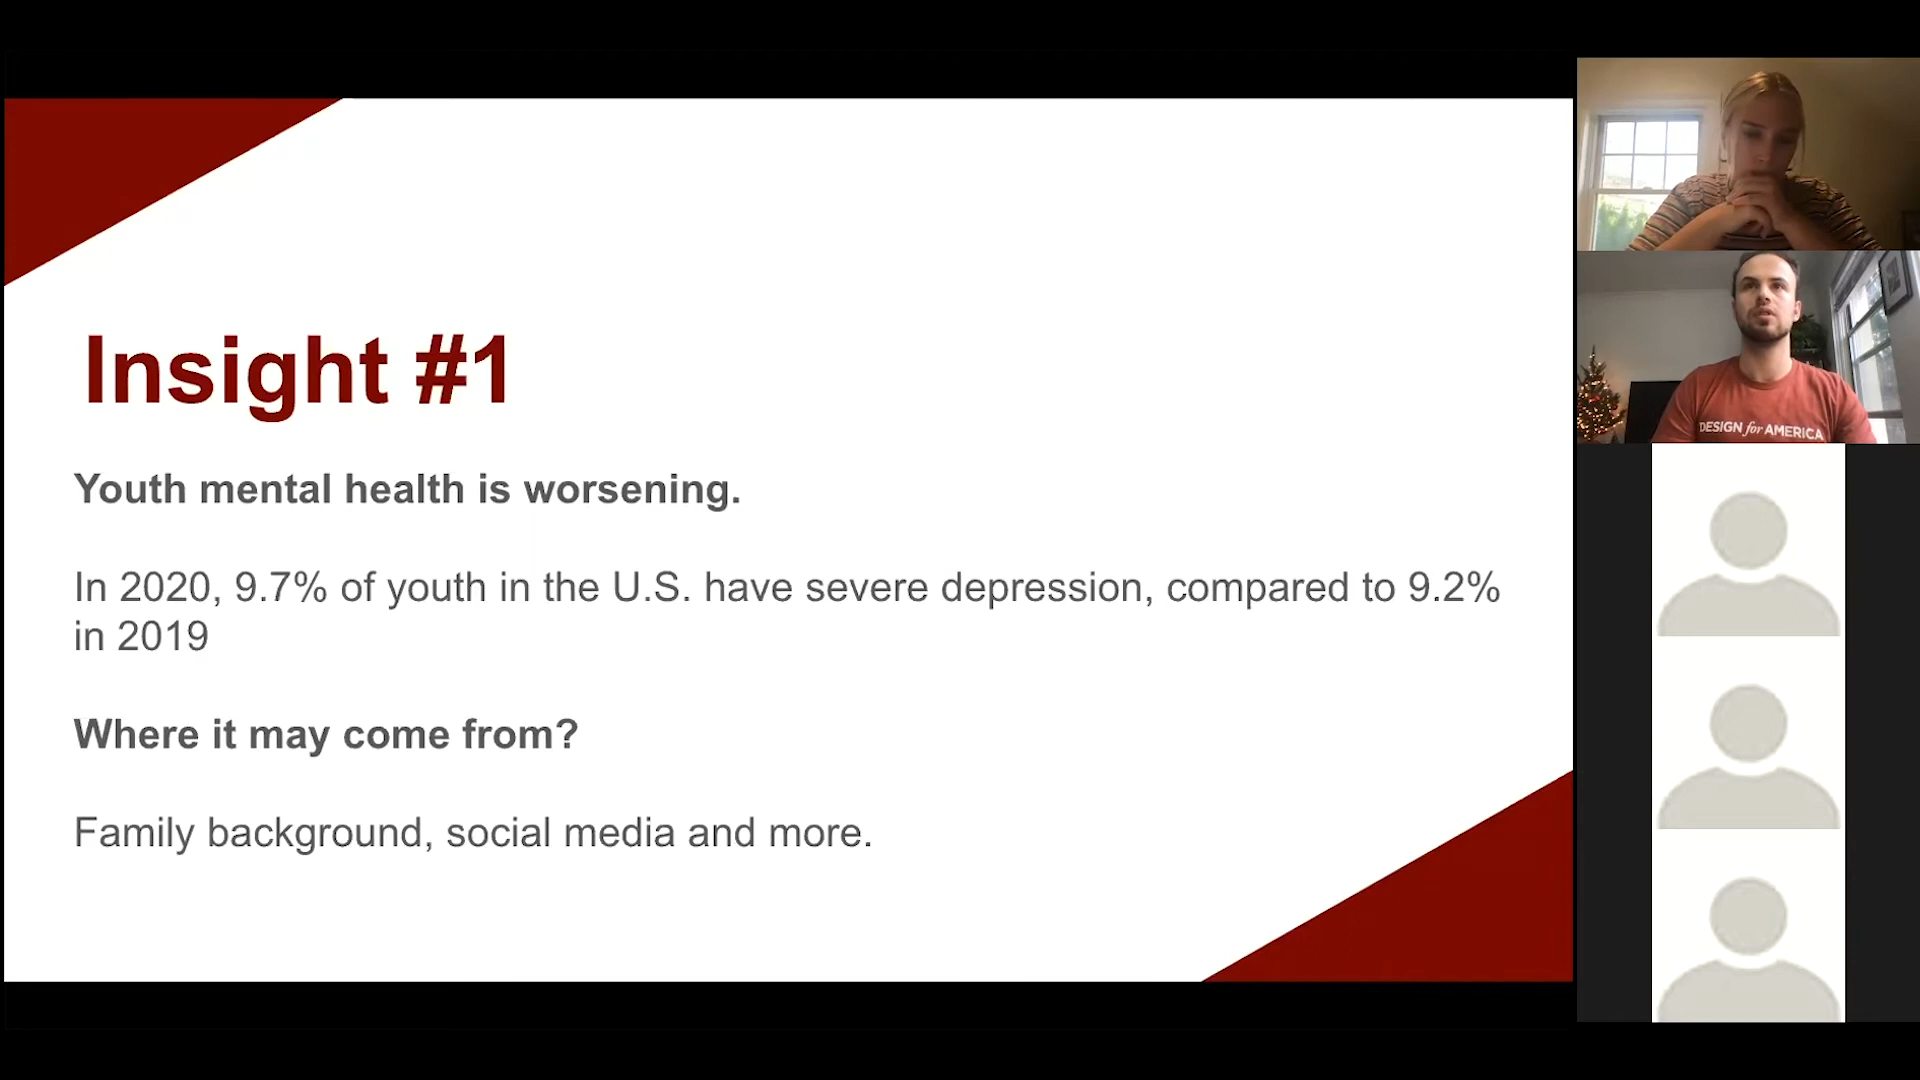 Insight #1
Youth mental health is worsening.
In 2020, 9.7% of youth in the U.S. have severe depression, compared to 9.2%
in 2019
Where it may come from?
Family background, social media and more.
DESIGN for AMERICA